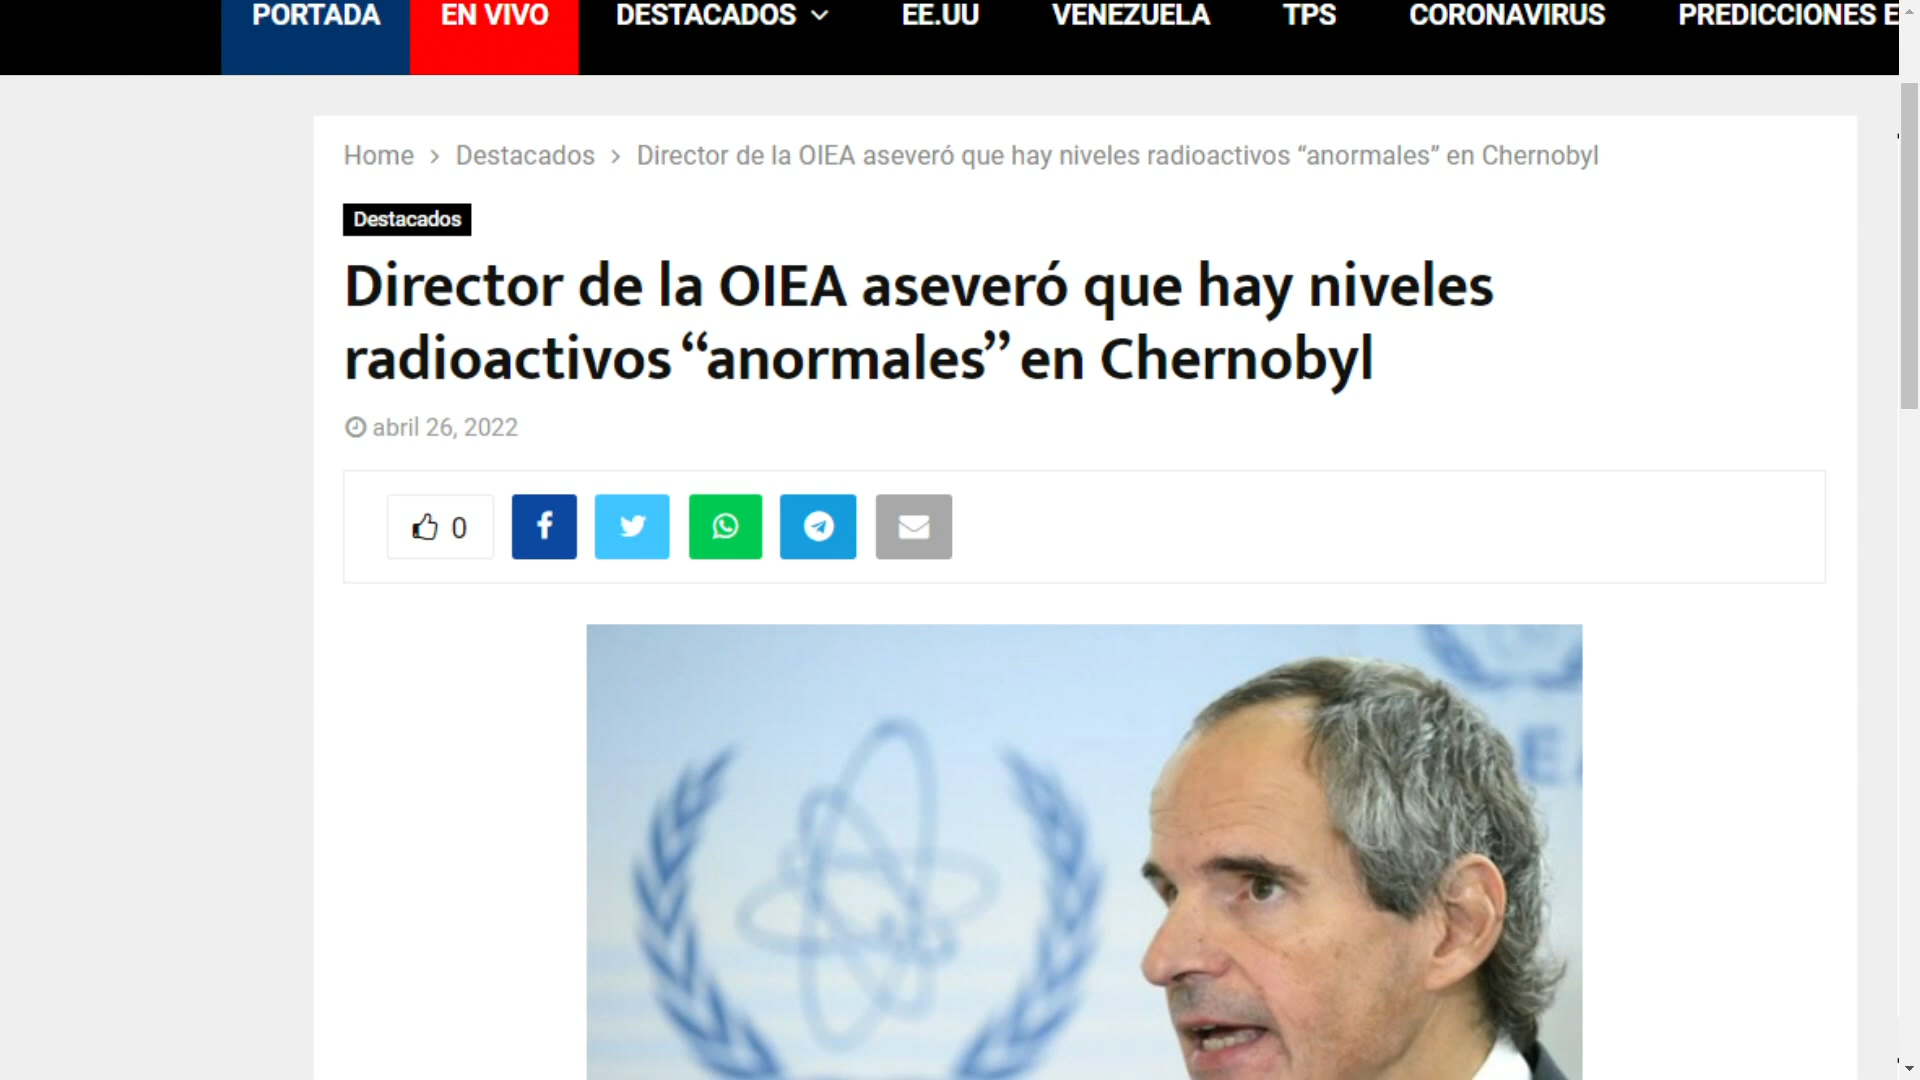 PORTADA EN VIVO DESTACADOS EE.UU VENEZUELA TPS CORONAVIRUS PREDICCIONES E
Home > Destacados > Director de la OIEA aseveró que hay niveles radioactivos “anormales” en Chernobyl
Destacados
Director de la OIEA aseveró que hay niveles
radioactivos “anormales” en Chernobyl
abril 26, 2022
0